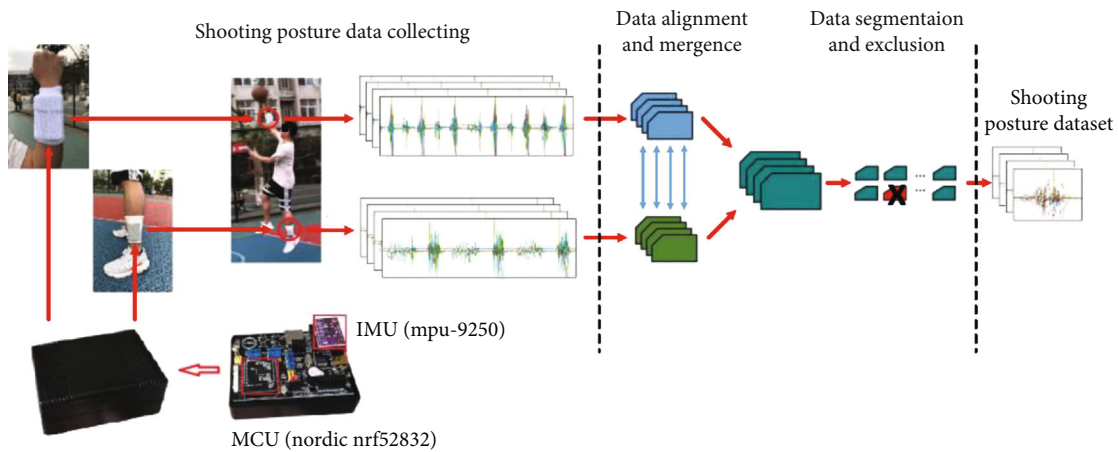 Shooting posture data collecting
Data alignment
and mergence
Data segmentaion
and exclusion
Shooting
posture dataset
... 
...
X
IMU (mpu-9250)
MCU (nordic nrf52832)